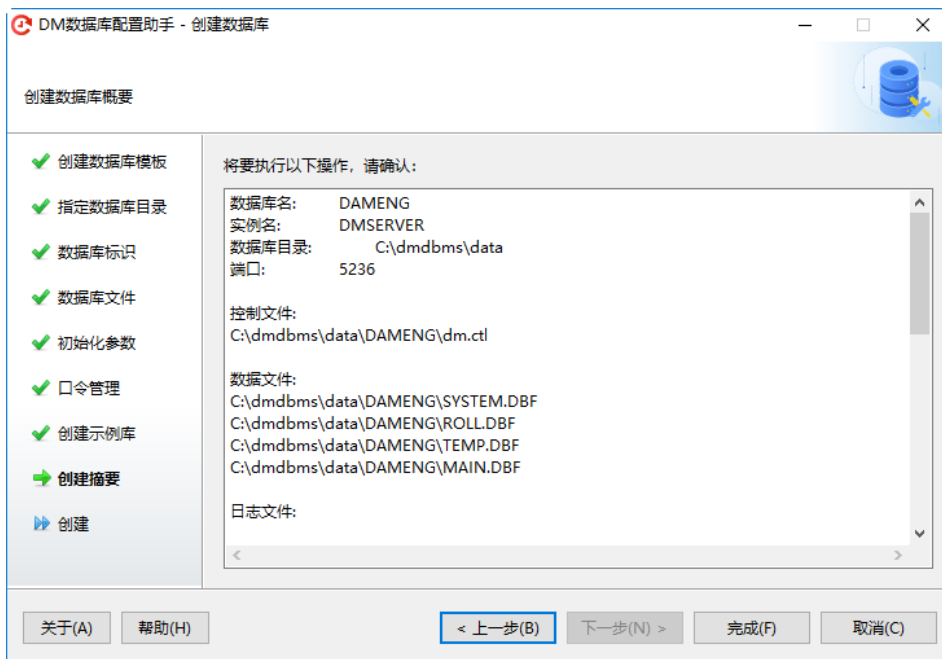 DM数据库配置助手 - 创建数据库
创建数据库概要
创建数据库模板
指定数据库目录
数据库标识
数据库文件
初始化参数
口令管理
创建示例库
创建摘要
创建
将要执行以下操作，请确认：
数据库名: DAMENG
实例名: DMSERVER
数据库目录: C:\dmdbms\data
端口: 5236
控制文件:
C:\dmdbms\data\DAMENG\dm.ctl
数据文件:
C:\dmdbms\data\DAMENG\SYSTEM.DBF
C:\dmdbms\data\DAMENG\ROLL.DBF
C:\dmdbms\data\DAMENG\TEMP.DBF
C:\dmdbms\data\DAMENG\MAIN.DBF
日志文件:
关于(A) 帮助(H) < 上一步(B) 下一步(N) > 完成(F) 取消(C)